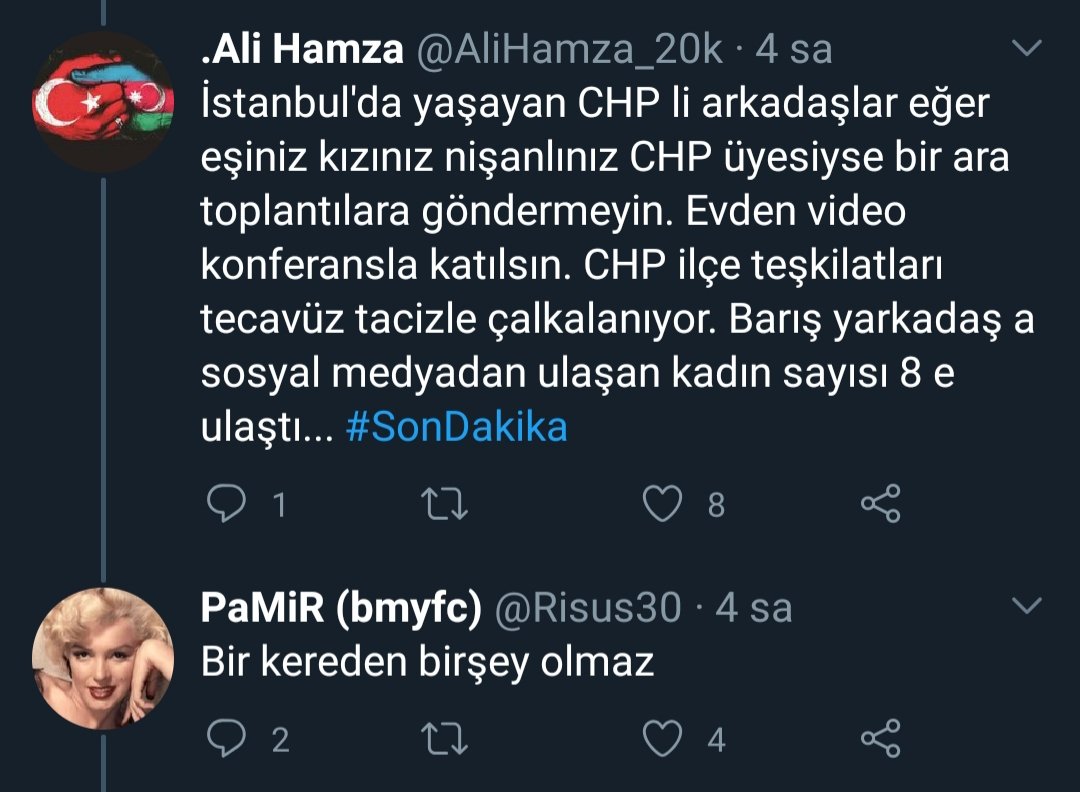 .Ali Hamza @AliHamza_20k · 4 sa
İstanbul'da yaşayan CHP li arkadaşlar eğer
eşiniz kızınız nişanlınız CHP üyesiyse bir ara
toplantılara göndermeyin. Evden video
konferansla katılsın. CHP ilçe teşkilatları
tecavüz tacizle çalkalanıyor. Barış yarkadaş a
sosyal medyadan ulaşan kadın sayısı 8 e
ulaştı... #SonDakika
1 8
PaMiR (bmyfc) @Risus30 · 4 sa
Bir kereden birşey olmaz
2 4